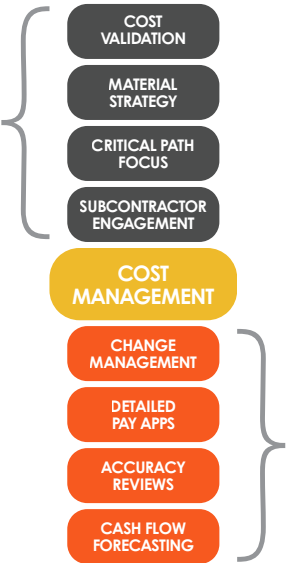 COST
VALIDATION
MATERIAL
STRATEGY
CRITICAL PATH
FOCUS
SUBCONTRACTOR
ENGAGEMENT
COST
MANAGEMENT
CHANGE
MANAGEMENT
DETAILED
PAY APPS
ACCURACY
REVIEWS
CASH FLOW
FORECASTING